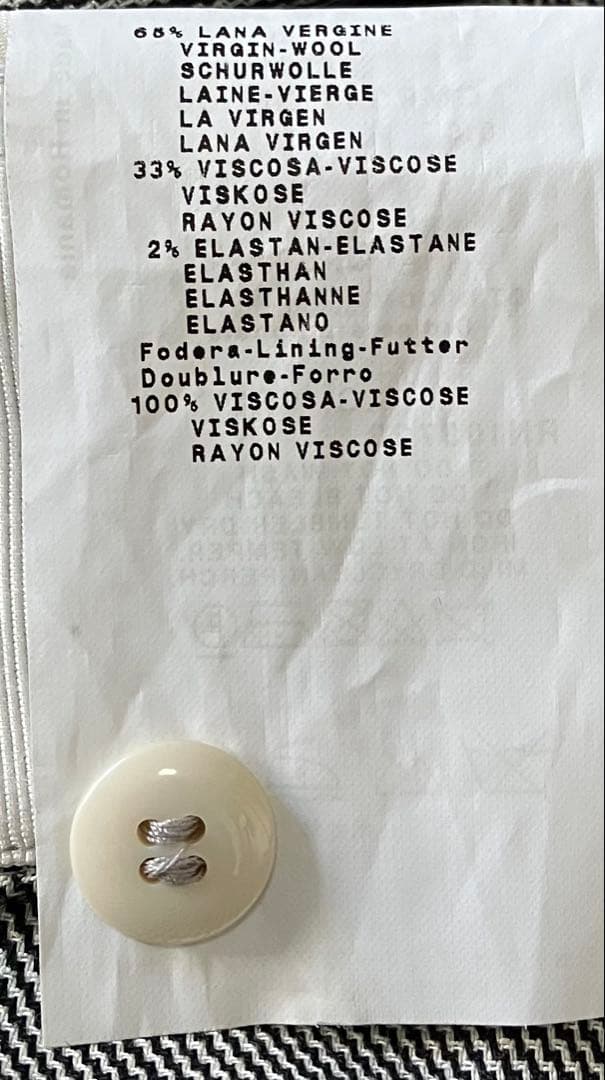 65% LANA VERGINE
VIRGIN-WOOL
SCHURWOLLE
LAINE-VIERGE
LA VIRGEN
LANA VIRGEN
33% VISCOSA-VISCOSE
VISKOSE
RAYON VISCOSE
2% ELASTAN-ELASTANE
ELASTHAN
ELASTHANNE
ELASTANO
Fodera-Lining-Futter
Doublure-Forro
100% VISCOSA-VISCOSE
VISKOSE
RAYON VISCOSE